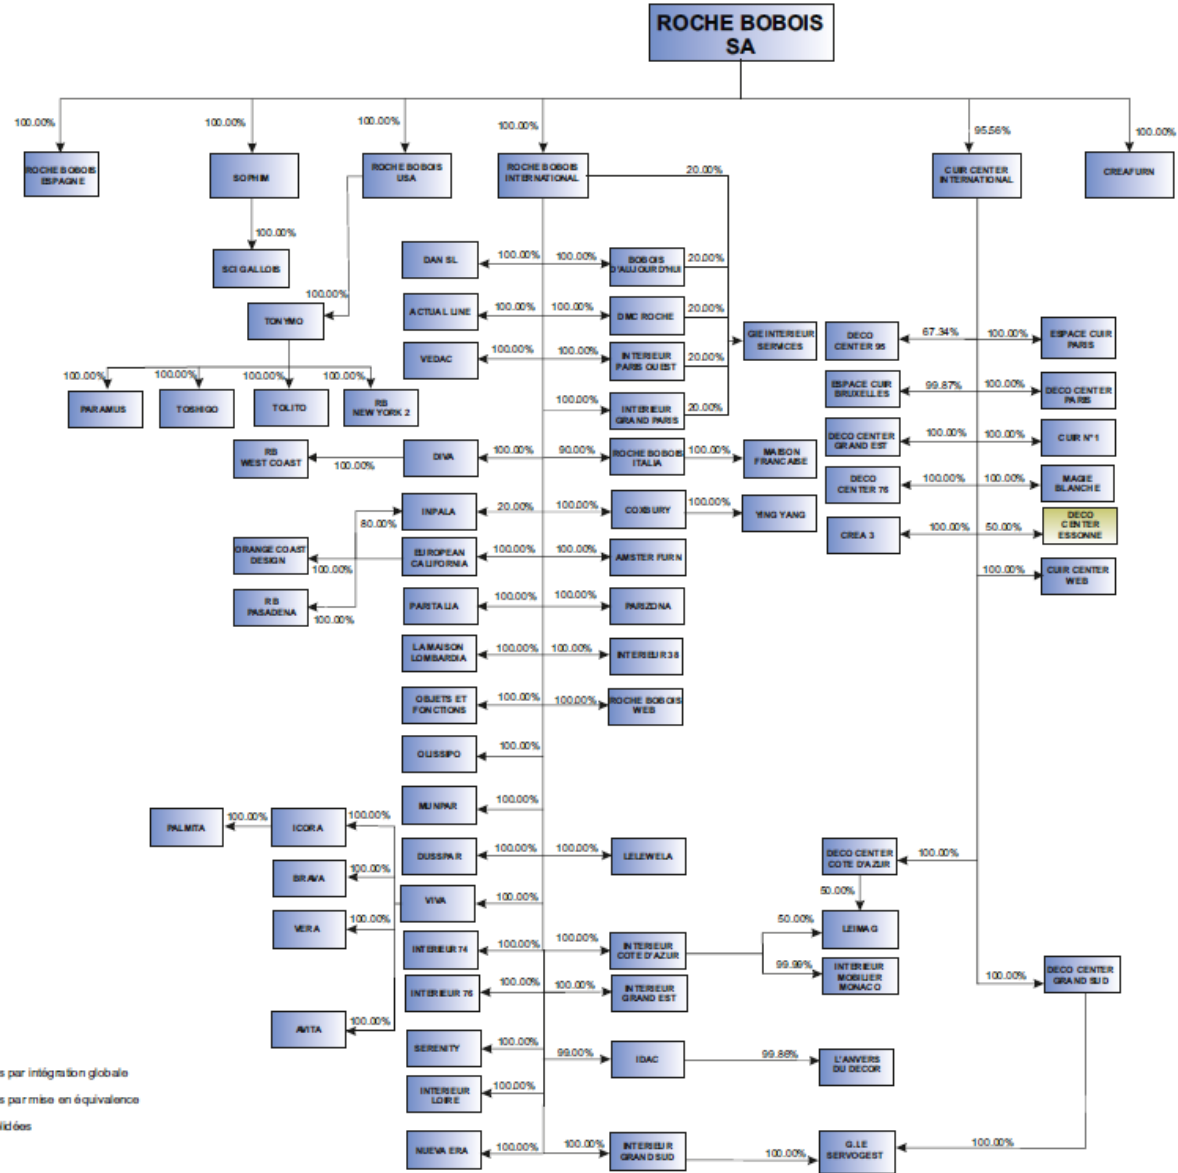 ROCHE BOBOIS
SA
100.00%
100.00%
100.00%
100.00%
95.56%
100.00%
ROCHE BOBOIS
ESPAGNE
SOPHIM
ROCHE BOBOIS
USA
ROCHE BOBOIS
INTERNATIONAL
20.00%
CUIR CENTER
INTERNATIONAL
CREAFURN
100.00%
SCI GALLOIS
DAN SL
100.00%
100.00%
BOBOIS
D'AUJOURD'HUI
20.00%
100.00%
TONYMO
ACTUAL LINE
100.00%
100.00%
DMC ROCHE
20.00%
GIE INTERIEUR
SERVICES
DECO
CENTER 95
67.34%
100.00%
ESPACE CUIR
PARIS
VEDAC
100.00%
100.00%
INTERIEUR
PARIS OUEST
20.00%
100.00%
100.00%
100.00%
100.00%
PARAMUS
TOSHIGO
TOLITO
RB
NEW YORK 2
100.00%
INTERIEUR
GRAND PARIS
20.00%
ESPACE CUIR
BRUXELLES
99.87%
100.00%
DECO CENTER
PARIS
RB
WEST COAST
100.00%
DIVA
100.00%
90.00%
ROCHE BOBOIS
ITALIA
100.00%
MAISON
FRANCAISE
DECO CENTER
GRAND EST
100.00%
100.00%
CUIR N°1
DECO
CENTER 76
100.00%
100.00%
MAGIE
BLANCHE
INPALA
20.00%
100.00%
COXBURY
100.00%
YING YANG
80.00%
CREA 3
100.00%
50.00%
DECO
CENTER
ESSONNE
ORANGE COAST
DESIGN
100.00%
EUROPEAN
CALIFORNIA
100.00%
100.00%
AMSTER FURN
100.00%
CUIR CENTER
WEB
RB
PASADENA
100.00%
PARITALIA
100.00%
100.00%
PARIZONA
LA MAISON
LOMBARDIA
100.00%
100.00%
INTERIEUR 38
OBJETS ET
FONCTIONS
100.00%
100.00%
ROCHE BOBOIS
WEB
OLISSIPO
100.00%
MUNPAR
100.00%
PALMITA
100.00%
ICORA
100.00%
DUSSPAR
100.00%
100.00%
LELEWELA
DECO CENTER
COTE D'AZUR
100.00%
BRAVA
100.00%
50.00%
VIVA
100.00%
VERA
100.00%
50.00%
LEIMAG
INTERIEUR 74
100.00%
100.00%
INTERIEUR
COTE D'AZUR
99.99%
INTERIEUR
MOBILIER
MONACO
100.00%
DECO CENTER
GRAND SUD
INTERIEUR 76
100.00%
100.00%
INTERIEUR
GRAND EST
AVITA
100.00%
SERENITY
100.00%
99.00%
IDAC
99.86%
L'ANVERS
DU DECOR
s par intégration globale
INTERIEUR
LOIRE
100.00%
s par mise en équivalence
lidées
NUEVA ERA
100.00%
100.00%
INTERIEUR
GRAND SUD
100.00%
G.I.E
SERVOGEST
100.00%